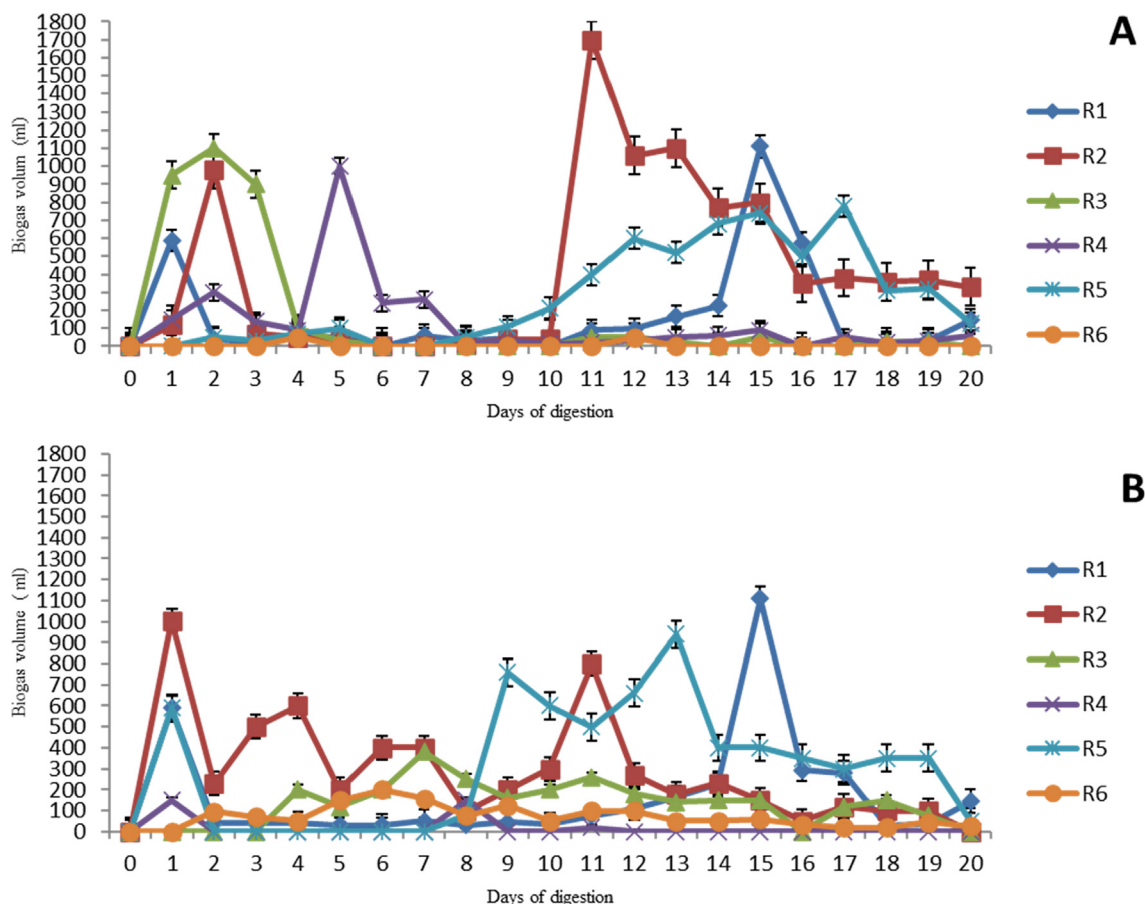 A
1800
1700
1600
1500
1400
1300
1200
1100
1000
900
800
700
600
500
400
300
200
100
0
Biogas volum (ml)
0 1 2 3 4 5 6 7 8 9 10 11 12 13 14 15 16 17 18 19 20
Days of digestion
R1
R2
R3
R4
R5
R6
B
1800
1700
1600
1500
1400
1300
1200
1100
1000
900
800
700
600
500
400
300
200
100
0
Biogas volume ( ml)
0 1 2 3 4 5 6 7 8 9 10 11 12 13 14 15 16 17 18 19 20
Days of digestion
R1
R2
R3
R4
R5
R6